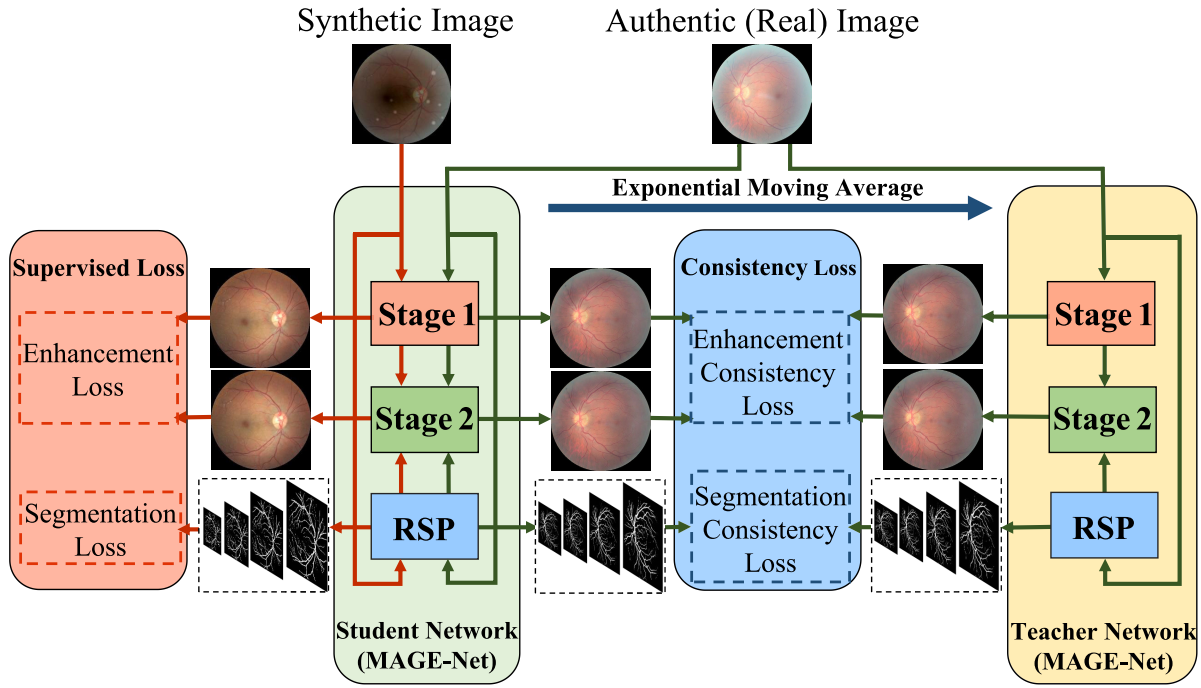 Synthetic Image
Authentic (Real) Image
Exponential Moving Average
Supervised Loss
Enhancement
Loss
Segmentation
Loss
Stage 1
Stage 2
RSP
Student Network
(MAGE-Net)
Consistency Loss
Enhancement
Consistency
Loss
Segmentation
Consistency
Loss
Stage 1
Stage 2
RSP
Teacher Network
(MAGE-Net)